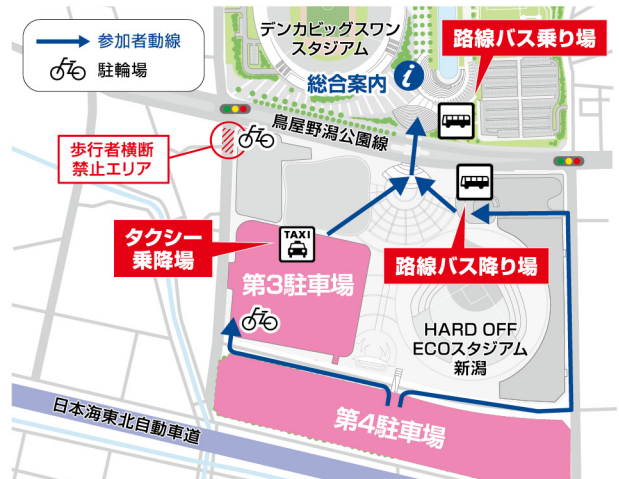 参加者動線
駐輪場
デンカビッグスワン
スタジアム
路線バス乗り場
総合案内
i
鳥屋野潟公園線
歩行者横断
禁止エリア
タクシー
乗降場
TAXI
路線バス降り場
第3駐車場
HARD OFF
ECOスタジアム
新潟
第4駐車場
日本海東北自動車道